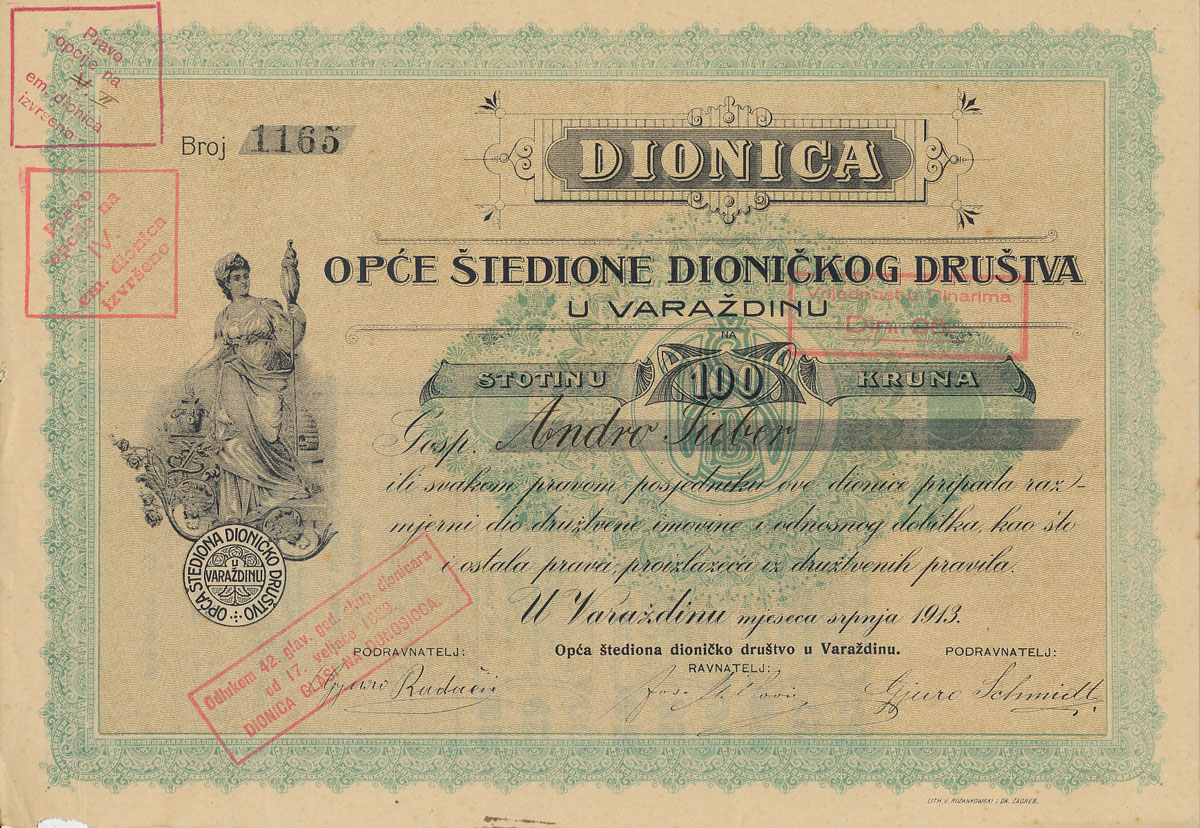 Pravo
opcije na
V. II
em. dionica
izvršeno.
Broj 1165
DIONICA
Pravo
opcije na
IV.
em. dionica
izvršeno
OPĆE ŠTEDIONE DIONIČKOG DRUŠTVA
U VARAŽDINU
Vrijednost u Dinarima
Din. 25.
NA
STOTINU 100 KRUNA
Gosp. Andro
ili svakom pravom posjedniku ove dionice pripada raz-
mjerni dio družtvene imovine i odnosnog dobitka, kao što
i ostala prava, proizlazeća iz družtvenih pravila.
OPĆA ŠTEDIONA DIONIČKO DRUŠTVO
U
VARAŽDINU
U Varaždinu mjeseca srpnja 1913.
Odlukom 42. glav. god. skup. dioničara
od 17. veljače
DIONICA GLASI NA DONOSIOCA.
Opća štediona dioničko društvo u Varaždinu.
PODRAVNATELJ:
RAVNATELJ:
PODRAVNATELJ:
Gjuro
Gjuro Schmidt
LITH. V. ROŽANKOWSKI I DR. ZAGREB.